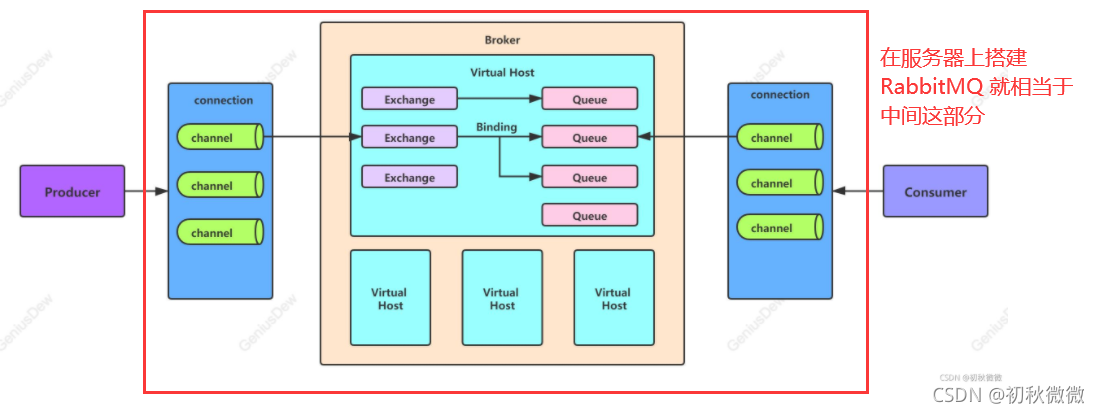 Broker
Virtual Host
connection
channel
channel
channel
Exchange
Exchange
Exchange
Binding
Queue
Queue
Queue
Queue
connection
channel
channel
channel
Producer
Consumer
Virtual
Host
Virtual
Host
Virtual
Host
在服务器上搭建
RabbitMQ 就相当于
中间这部分
GeniusDew
GeniusDew
GeniusDew
GeniusDew
GeniusDew
GeniusDew
GeniusDew
CSDN @初秋微微
CSDN @初秋微微